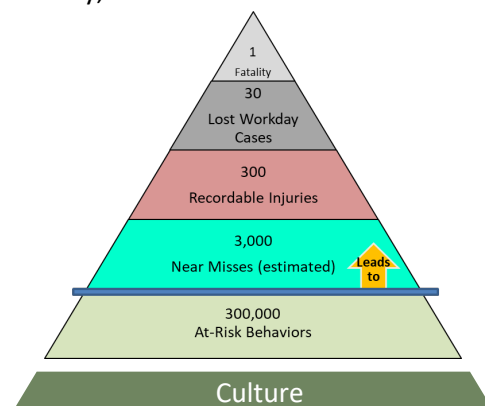 1
Fatality
30
Lost Workday
Cases
300
Recordable Injuries
3,000
Near Misses (estimated)
Leads
to
300,000
At-Risk Behaviors
Culture